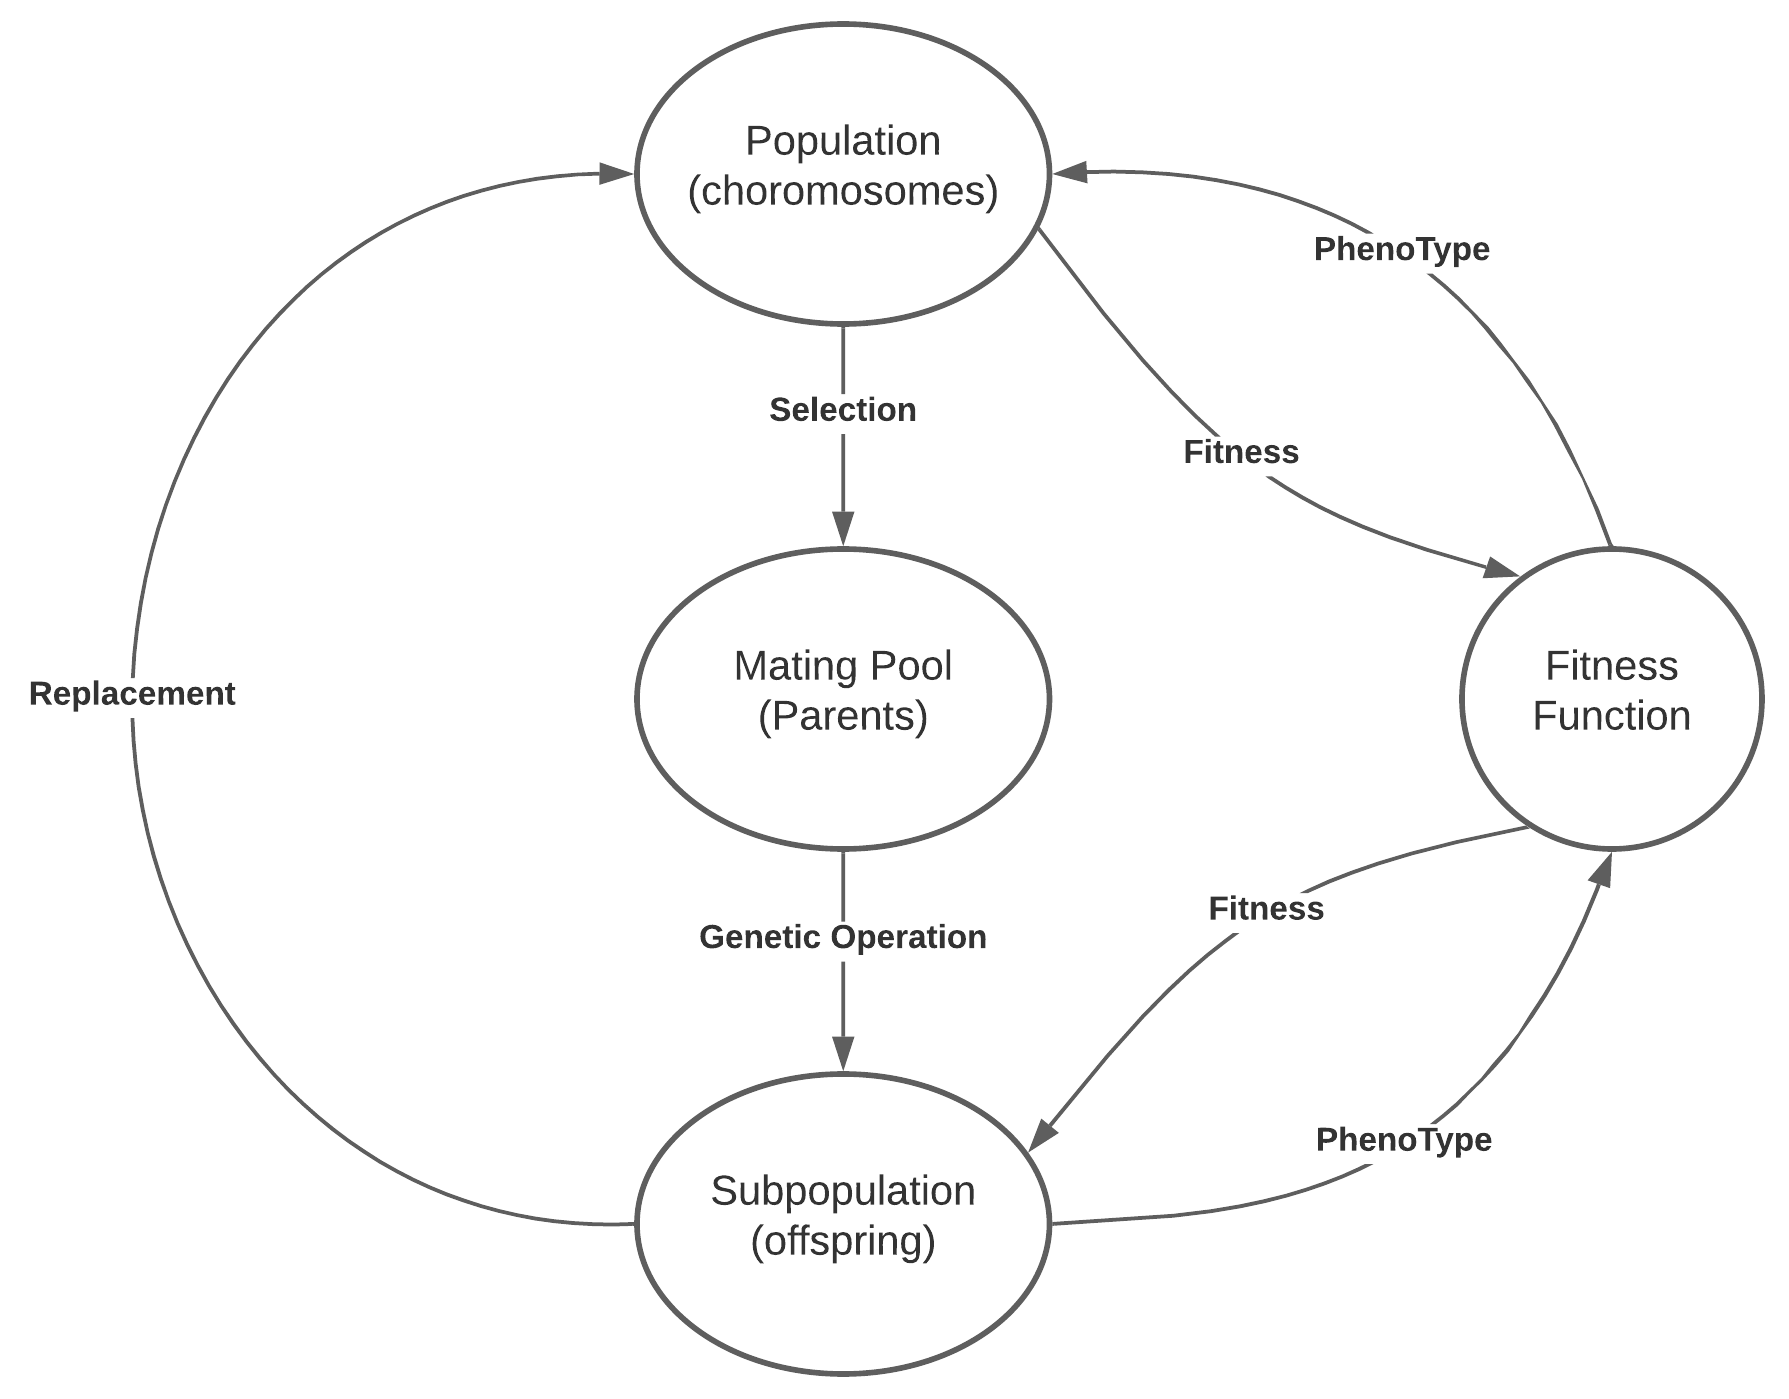 Population
(choromosomes)
PhenoType
Selection
Fitness
Mating Pool
(Parents)
Fitness
Function
Replacement
Genetic Operation
Fitness
PhenoType
Subpopulation
(offspring)